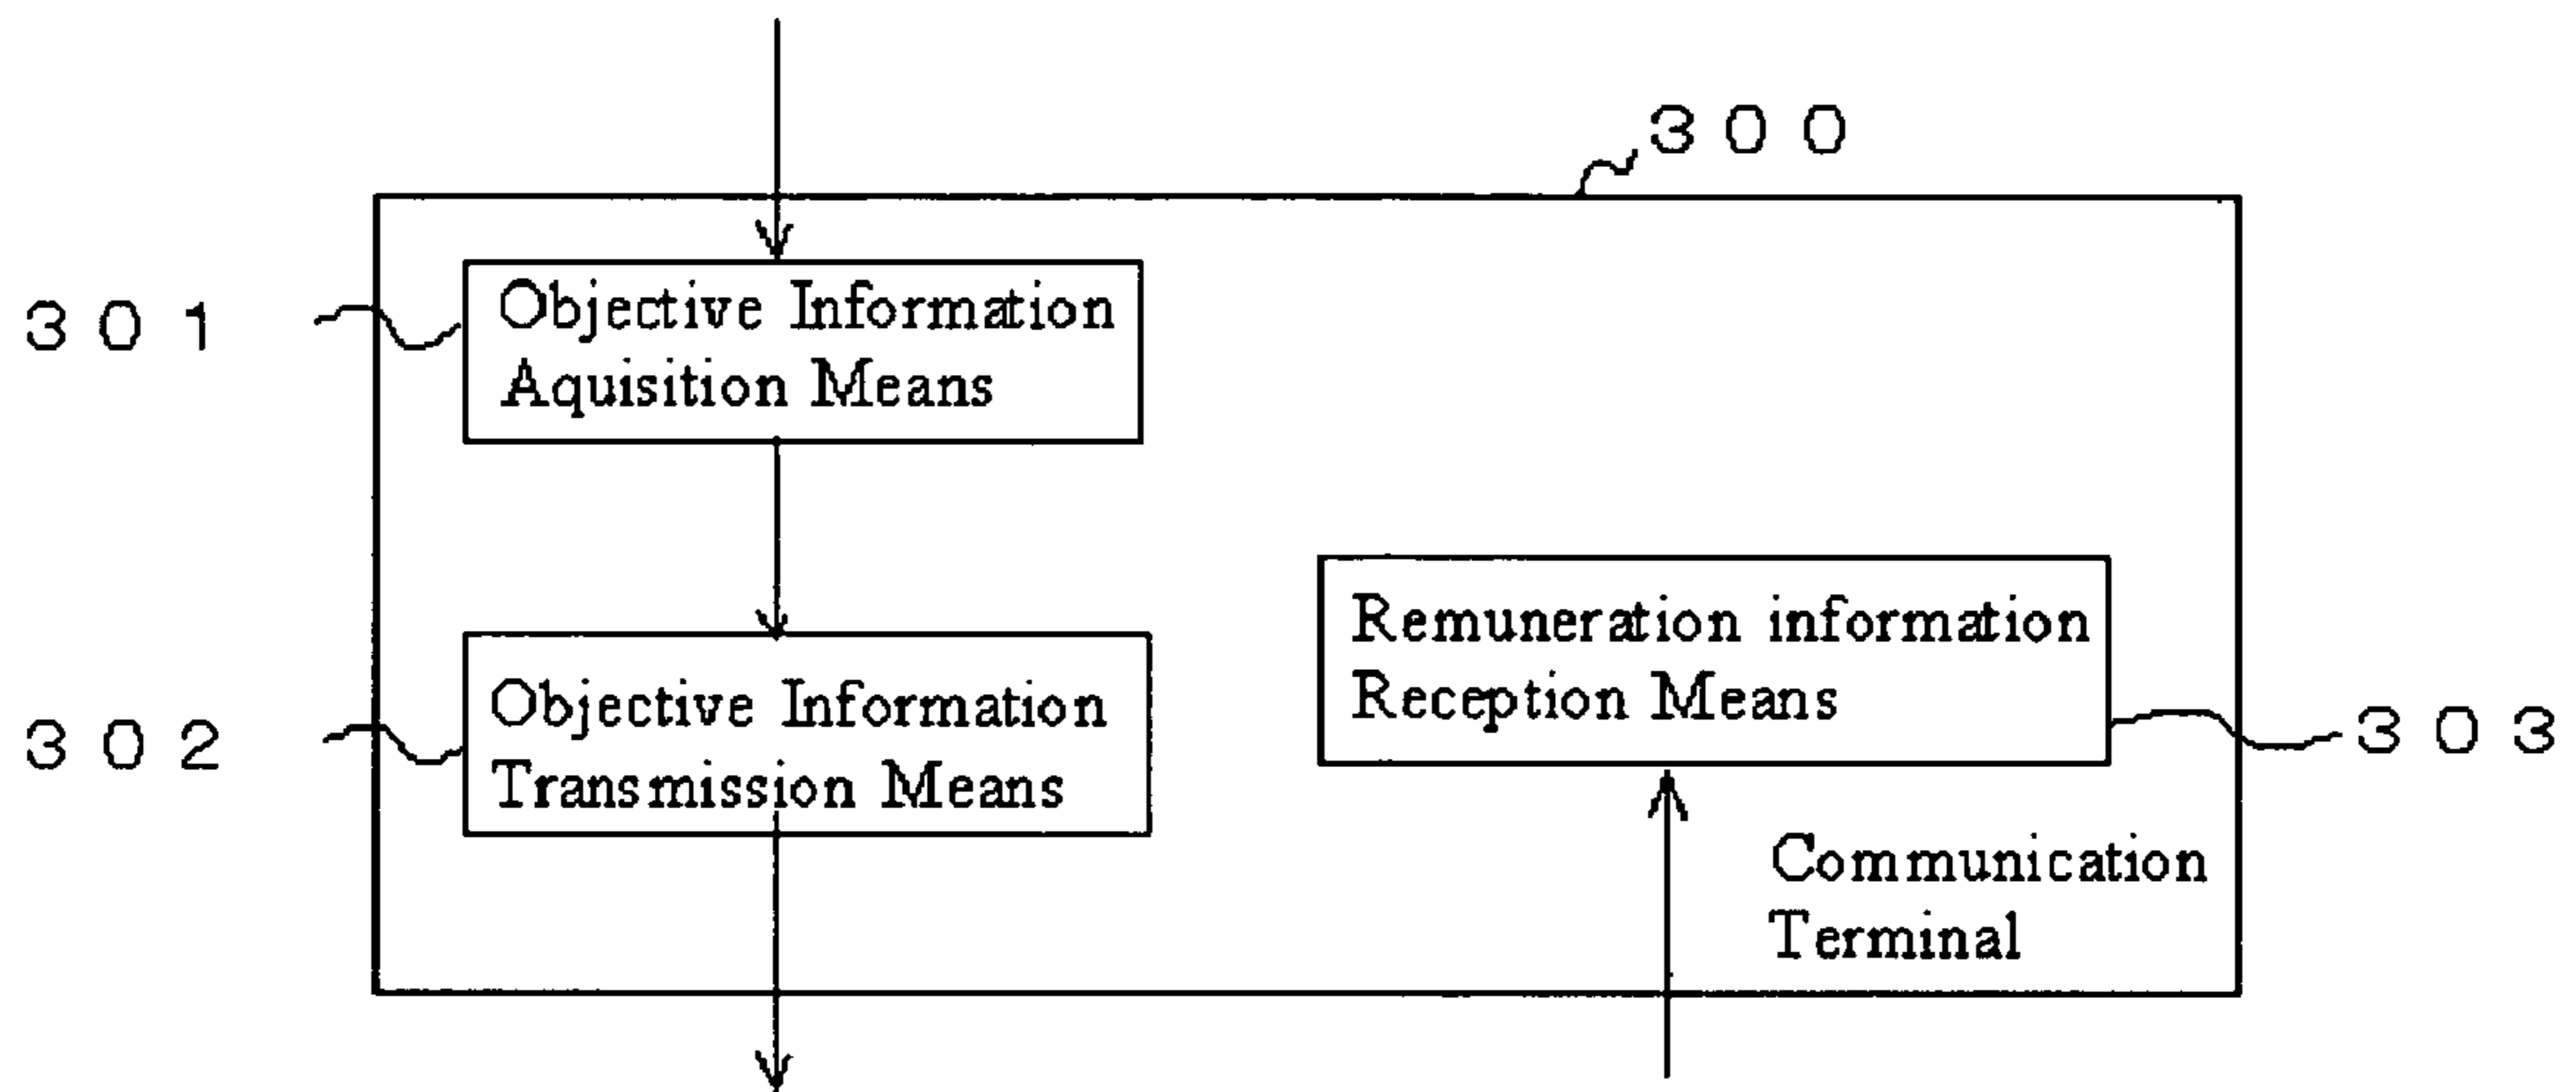 300
301
Objective Information
Aquisition Means
Remuneration information
Reception Means
302
Objective Information
Transmission Means
303
Communication
Terminal